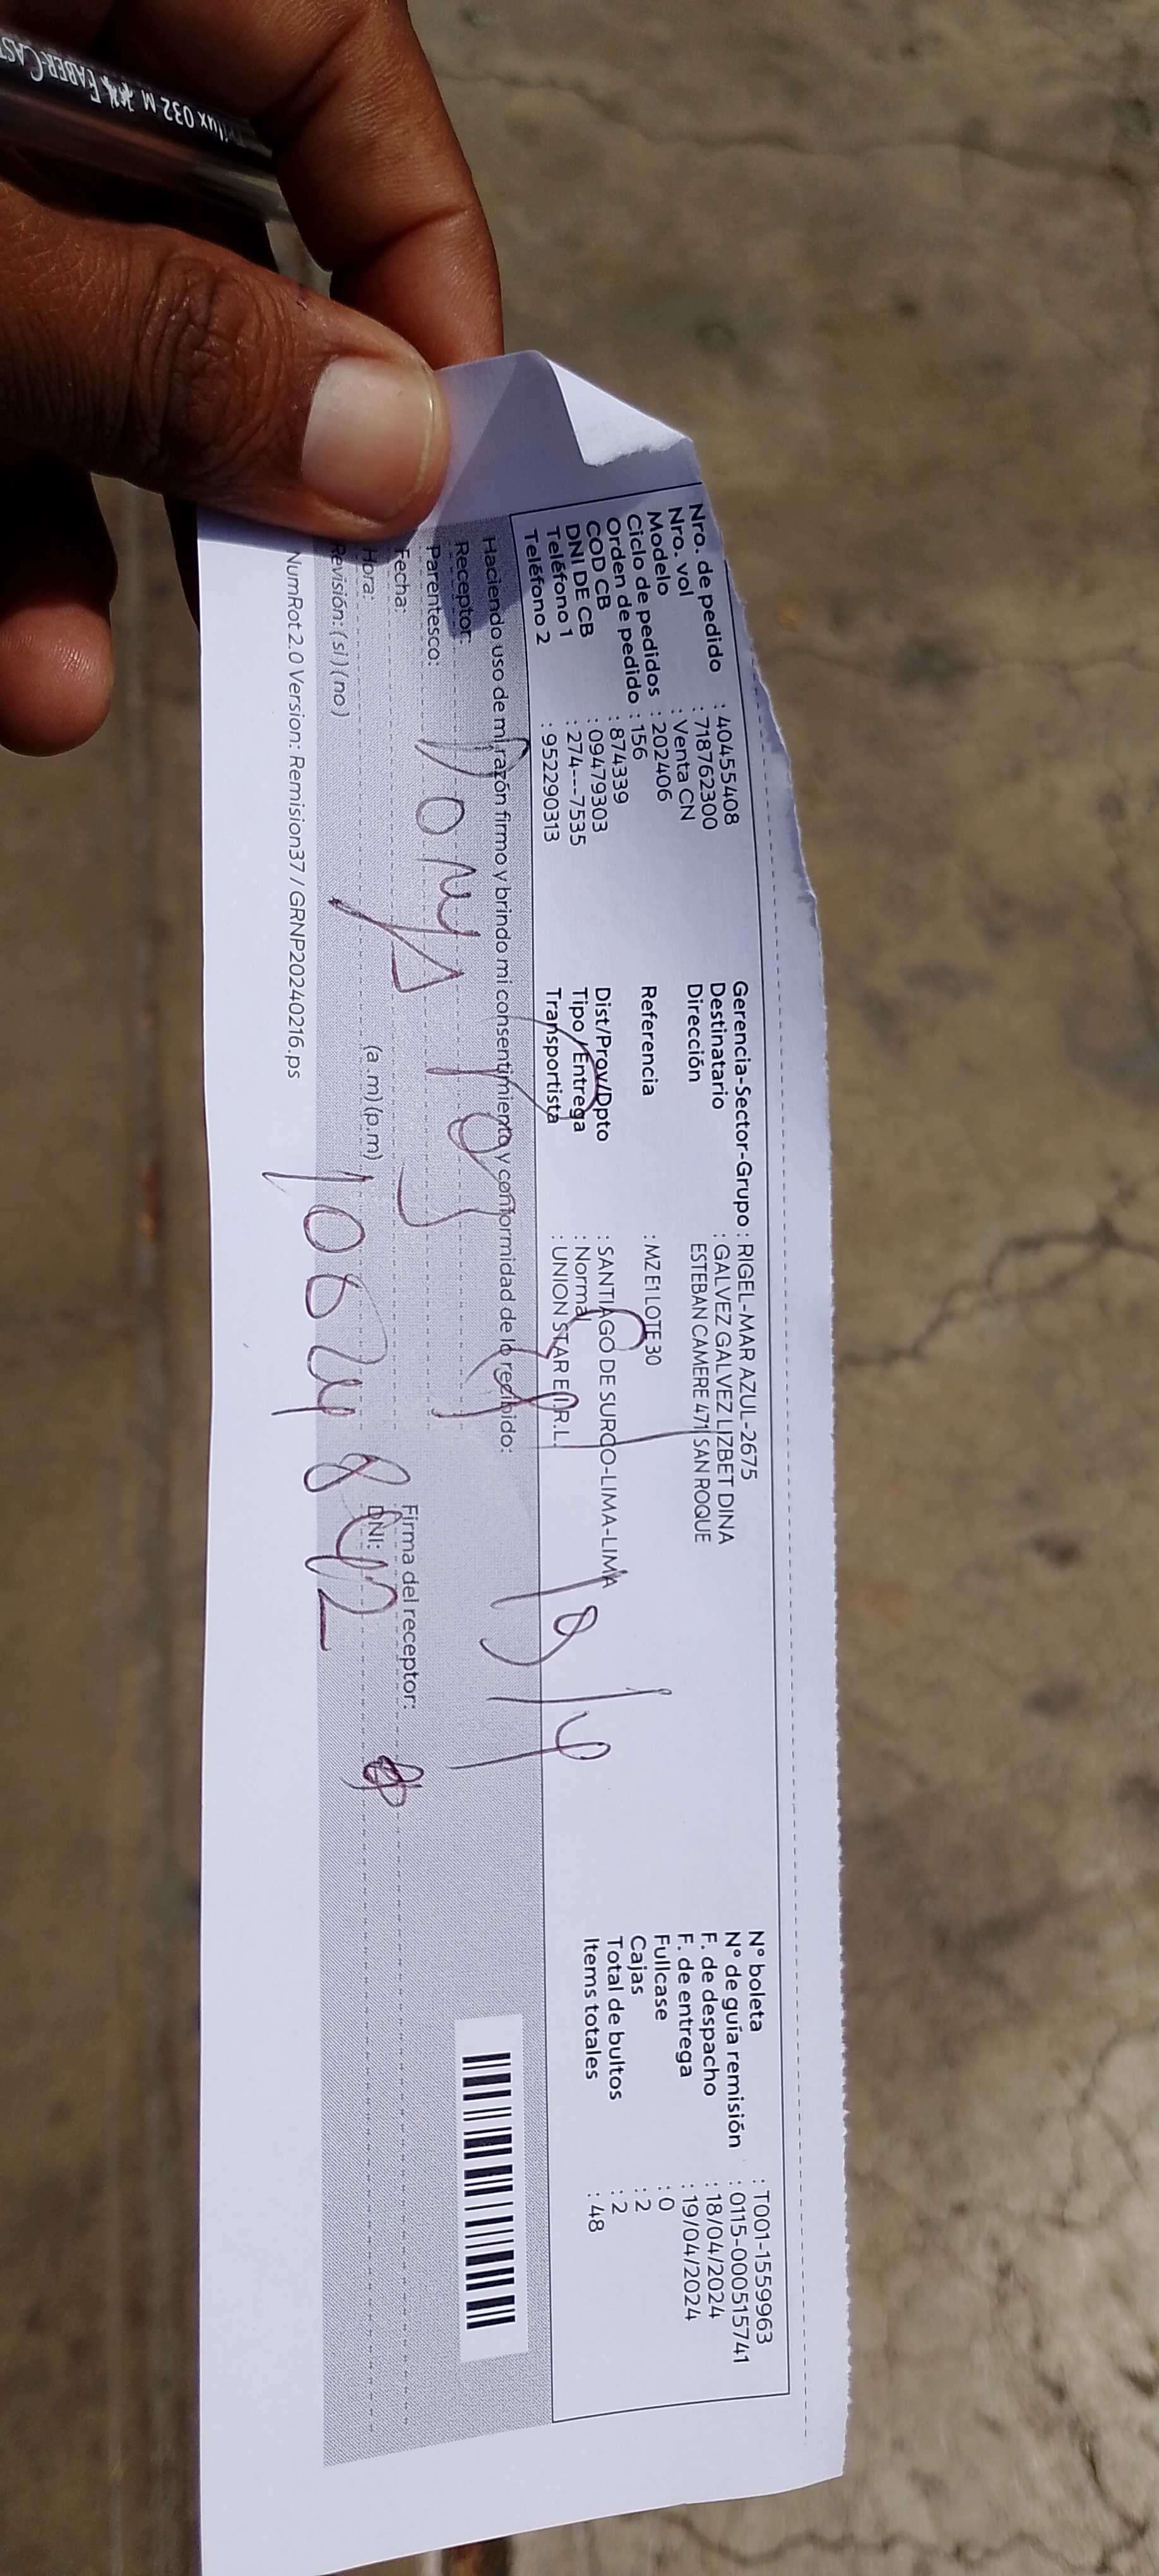 Nro. de pedido : 40455408
Nro. vol : 718762300
Modelo : Venta CN
Ciclo de pedidos : 202406
Orden de pedido : 156
COD CB : 874339
DNI DE CB : 09479303
Teléfono 1 : 274---7535
Teléfono 2 : 952290313
Gerencia-Sector-Grupo : RIGEL-MAR AZUL-2675
Destinatario : GALVEZ GALVEZ LIZBET DINA
Dirección ESTEBAN CAMERE 471 SAN ROQUE
Referencia : MZ E1 LOTE 30
Dist/Prov/Dpto : SANTIAGO DE SURCO-LIMA-LIMA
Tipo / Entrega : Normal
Transportista : UNION STAR E.I.R.L.
N° boleta : T001-1559963
N° de guía remisión : 0115-000515741
F. de despacho : 18/04/2024
F. de entrega : 19/04/2024
Fullcase : 0
Cajas : 2
Total de bultos : 2
Items totales : 48
Haciendo uso de mi razón firmo y brindo mi consentimiento y conformidad de lo recibido:
Receptor:
Parentesco:
Fecha:
Hora: (a.m) (p.m)
Revisión: (si) (no)
Firma del receptor:
DNI:
NumRot 2.0 Version: Remision37 / GRNP20240216.ps
ilux 032 M FABER-CAST